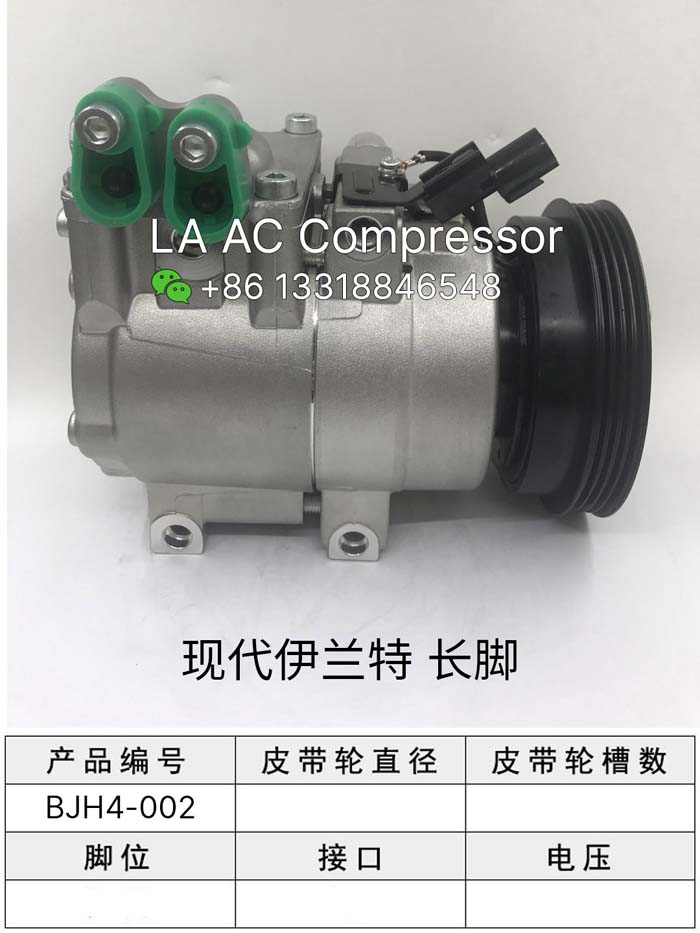 LA AC Compressor
+86 13318846548
现代伊兰特 长脚
产品编号 皮带轮直径 皮带轮槽数
BJH4-002
脚位 接口 电压